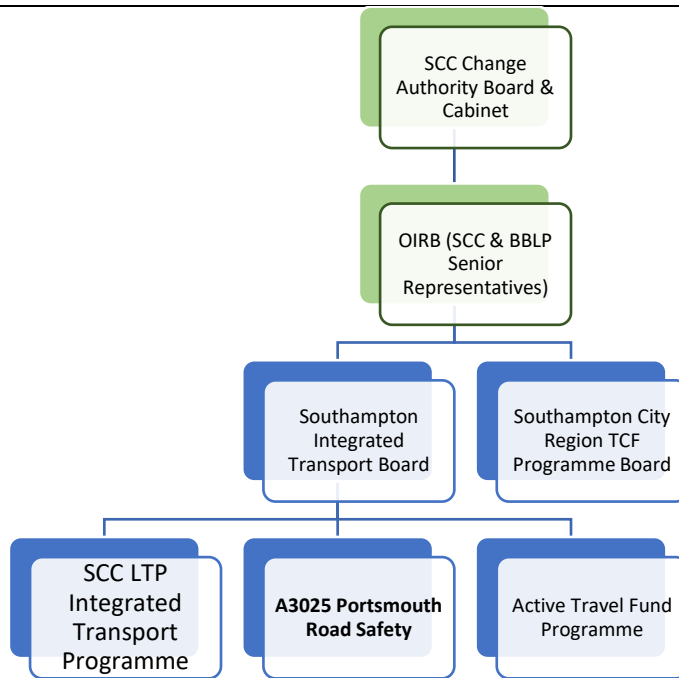 SCC Change
Authority Board &
Cabinet
OIRB (SCC & BBLP
Senior
Representatives)
Southampton
Integrated
Transport Board
Southampton City
Region TCF
Programme Board
SCC LTP
Integrated
Transport
Programme
A3025 Portsmouth
Road Safety
Active Travel Fund
Programme